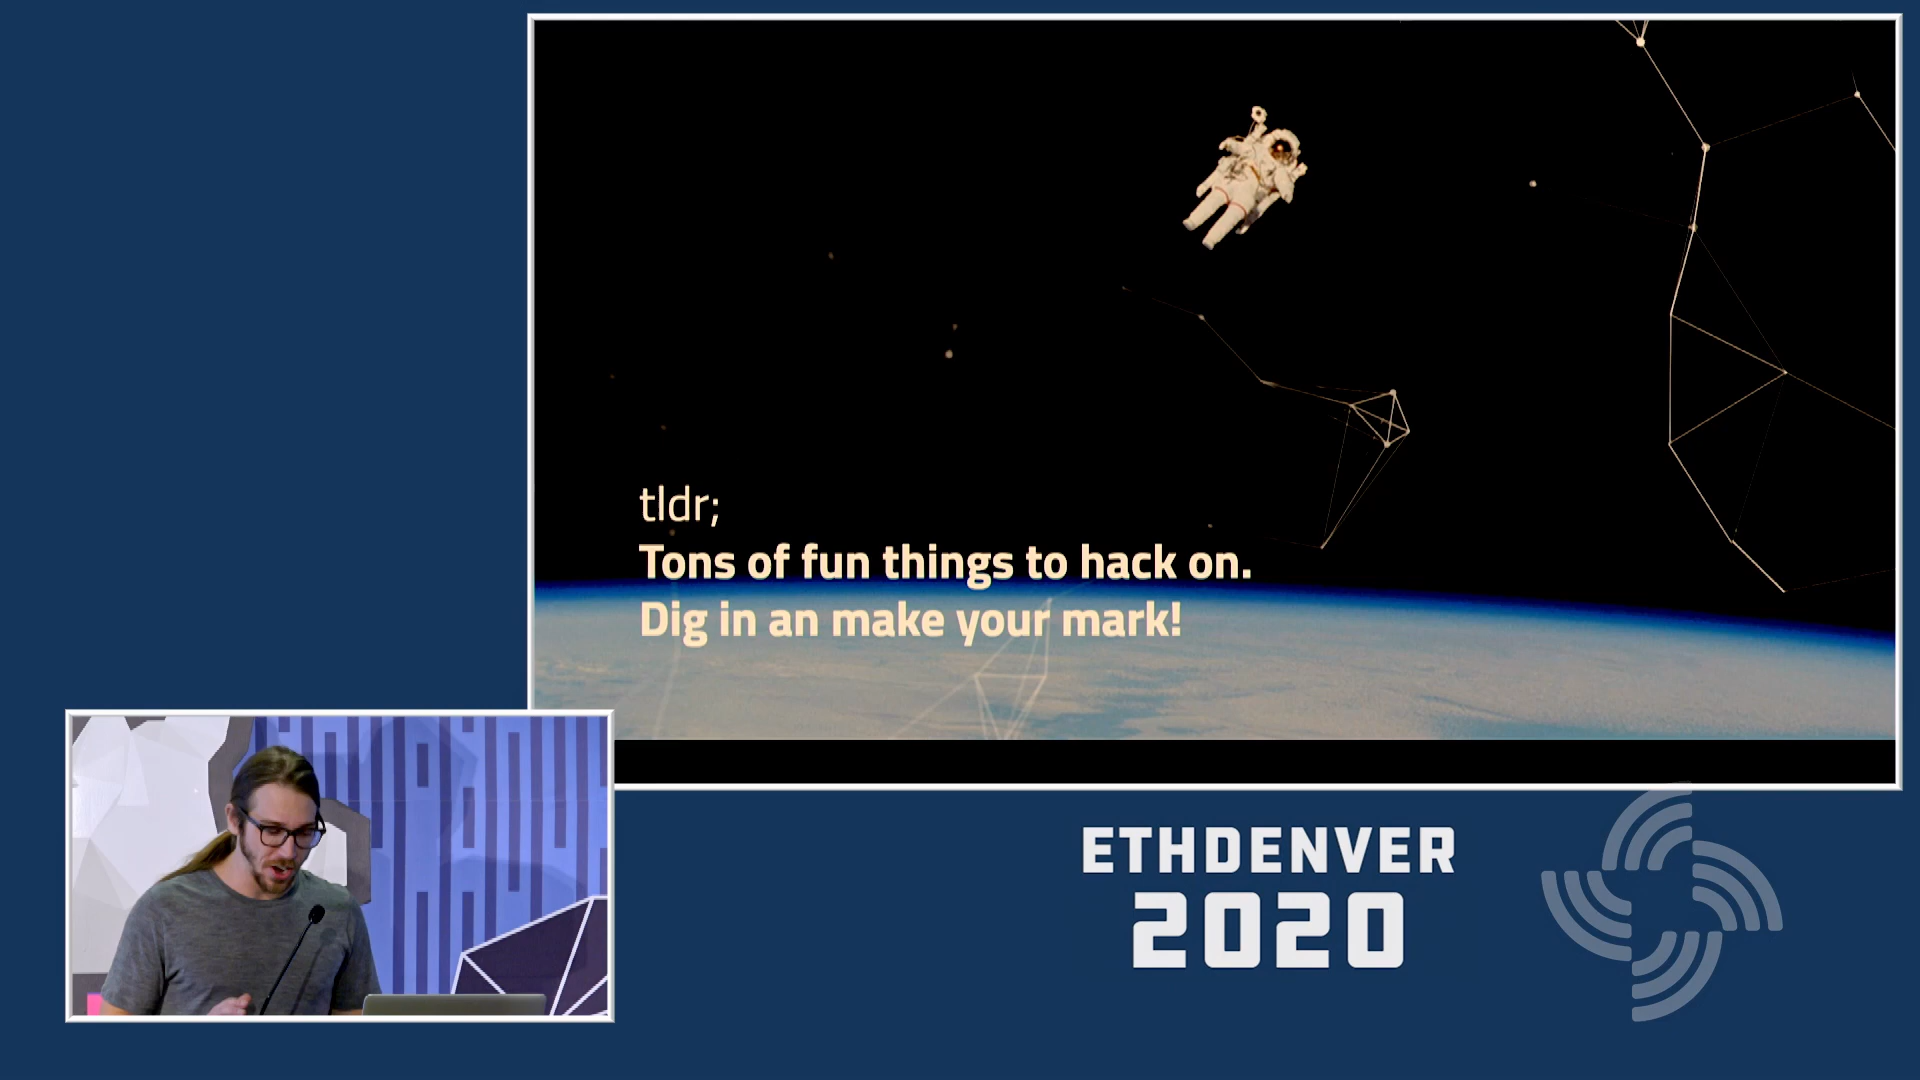 tldr;
Tons of fun things to hack on.
Dig in an make your mark!
ETHDENVER
2020